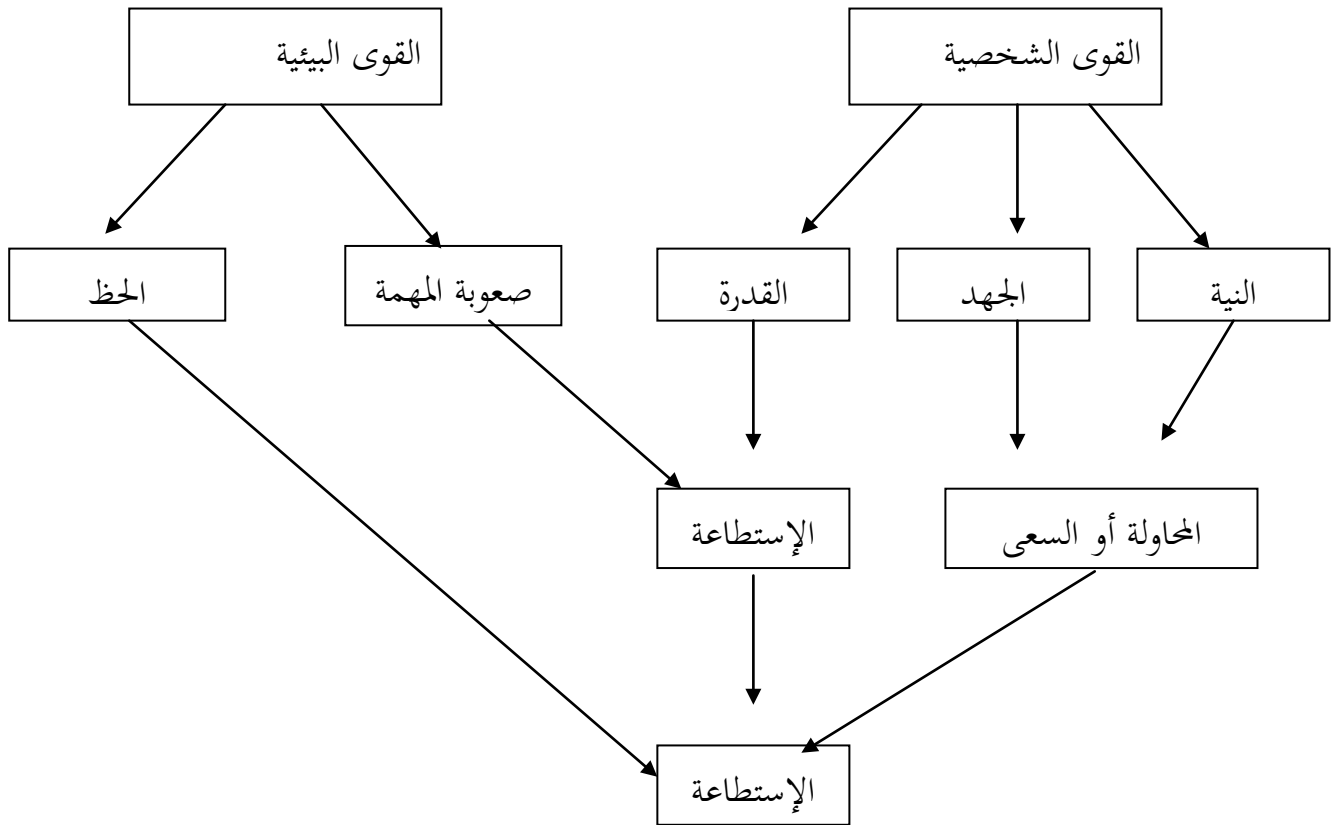 القوى الشخصية
القوى البيئية
النية
الجهد
القدرة
صعوبة المهمة
الحظ
المحاولة أو السعى
الإستطاعة
الإستطاعة